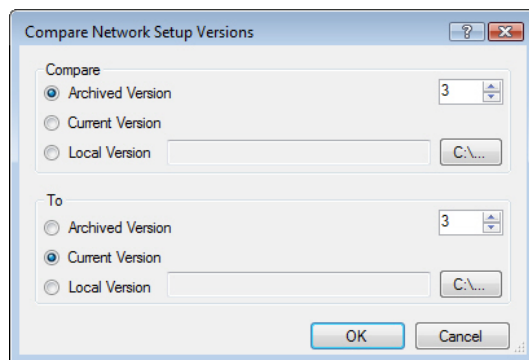 Compare Network Setup Versions
?
Compare
Archived Version 3
Current Version
Local Version C:\...
To
Archived Version 3
Current Version
Local Version C:\...
OK Cancel